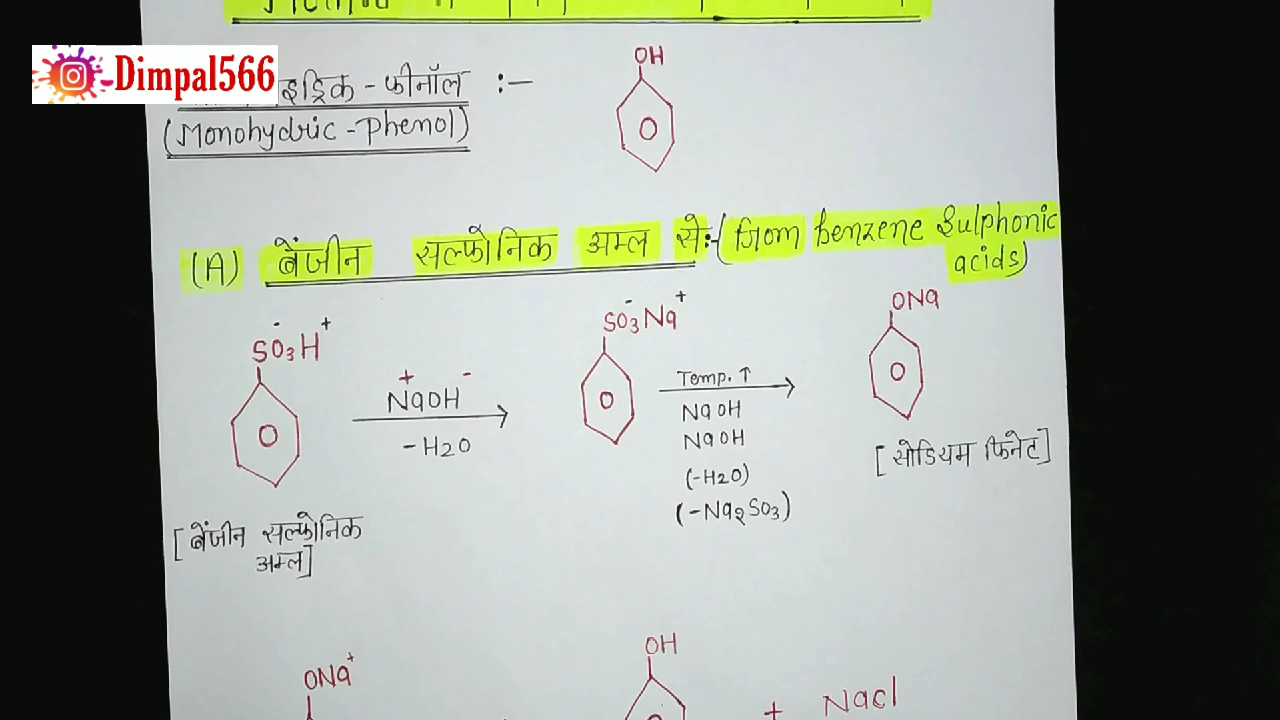 Dimpal566
इड्रिक - फीनॉल :-
(Monohydric - Phenol)
OH
(A) बेंजीन सल्फोनिक अम्ल से:- (from benzene Sulphonic
acids)
SO3H
- +
SO3Na
- +
ONa
+ -
NaOH
-H2O
Temp. ↑
NaOH
NaOH
(-H2O)
(-Na2SO3)
[सोडियम फिनेट]
[बेंजीन सल्फोनिक
अम्ल]
ONa+
OH
+ Nacl